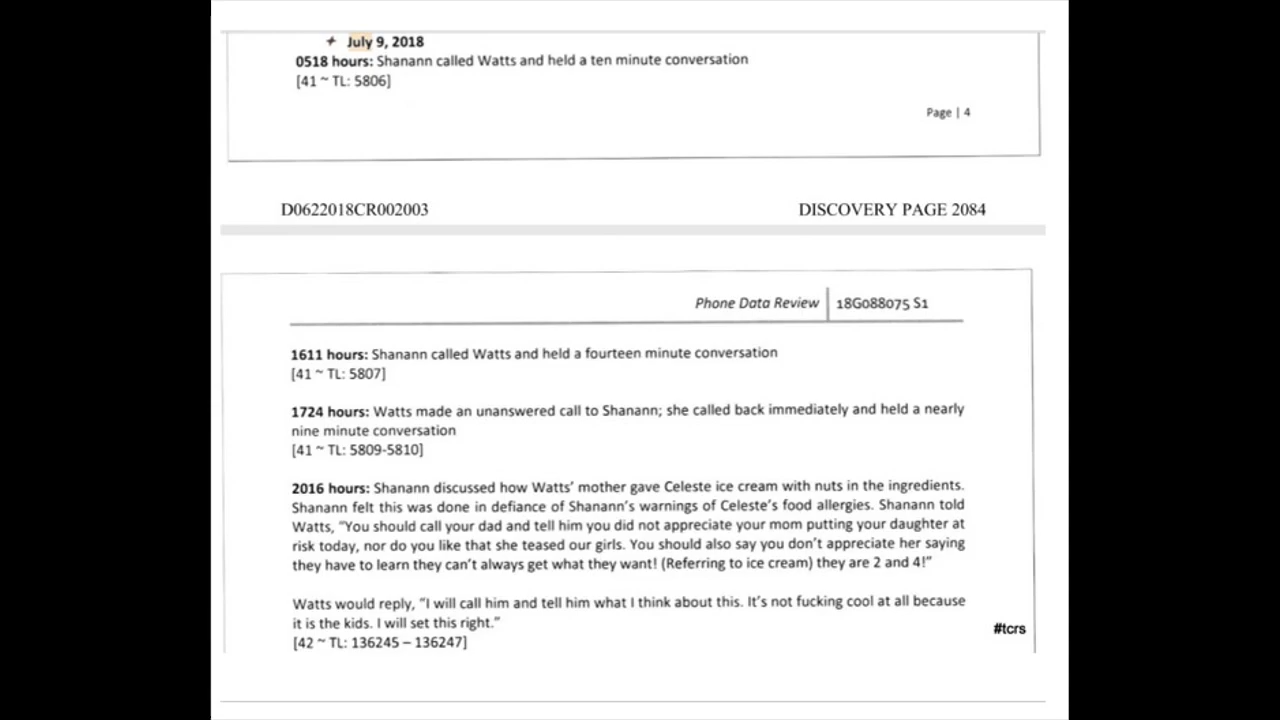 + July 9, 2018
0518 hours: Shanann called Watts and held a ten minute conversation
[41 ~ TL: 5806]
Page | 4
D0622018CR002003 DISCOVERY PAGE 2084
Phone Data Review 18G088075 S1
1611 hours: Shanann called Watts and held a fourteen minute conversation
[41 ~ TL: 5807]
1724 hours: Watts made an unanswered call to Shanann; she called back immediately and held a nearly
nine minute conversation
[41 ~ TL: 5809-5810]
2016 hours: Shanann discussed how Watts’ mother gave Celeste ice cream with nuts in the ingredients.
Shanann felt this was done in defiance of Shanann’s warnings of Celeste’s food allergies. Shanann told
Watts, “You should call your dad and tell him you did not appreciate your mom putting your daughter at
risk today, nor do you like that she teased our girls. You should also say you don’t appreciate her saying
they have to learn they can’t always get what they want! (Referring to ice cream) they are 2 and 4!”
Watts would reply, “I will call him and tell him what I think about this. It’s not fucking cool at all because
it is the kids. I will set this right.”
[42 ~ TL: 136245 – 136247]
#tcrs